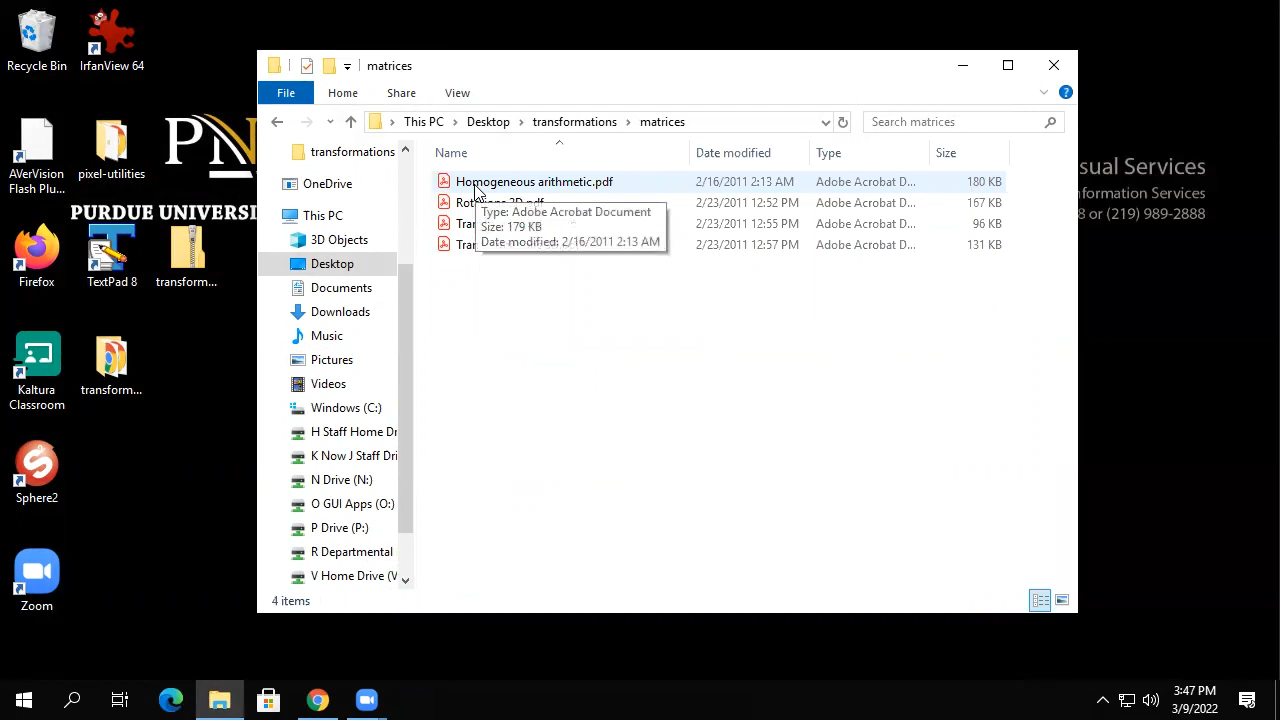 Recycle Bin
IrfanView 64
AVerVision
Flash Plu...
pixel-utilities
PN
PURDUE UNIVERSI
Firefox
TextPad 8
transform...
Kaltura
Classroom
transform...
Sphere2
Zoom
matrices
File
Home
Share
View
This PC
Desktop
transformations
matrices
Search matrices
transformations
OneDrive
This PC
3D Objects
Desktop
Documents
Downloads
Music
Pictures
Videos
Windows (C:)
H Staff Home Dr
K Now J Staff Dri
N Drive (N:)
O GUI Apps (O:)
P Drive (P:)
R Departmental
V Home Drive (V
Name Date modified Type Size
Homogeneous arithmetic.pdf 2/16/2011 2:13 AM Adobe Acrobat D... 180 KB
2/23/2011 12:52 PM Adobe Acrobat D... 167 KB
2/23/2011 12:55 PM Adobe Acrobat D... 96 KB
2/23/2011 12:57 PM Adobe Acrobat D... 131 KB
Type: Adobe Acrobat Document
Size: 179 KB
Date modified: 2/16/2011 2:13 AM
4 items
sual Services
nformation Services
8 or (219) 989-2888
3:47 PM
3/9/2022